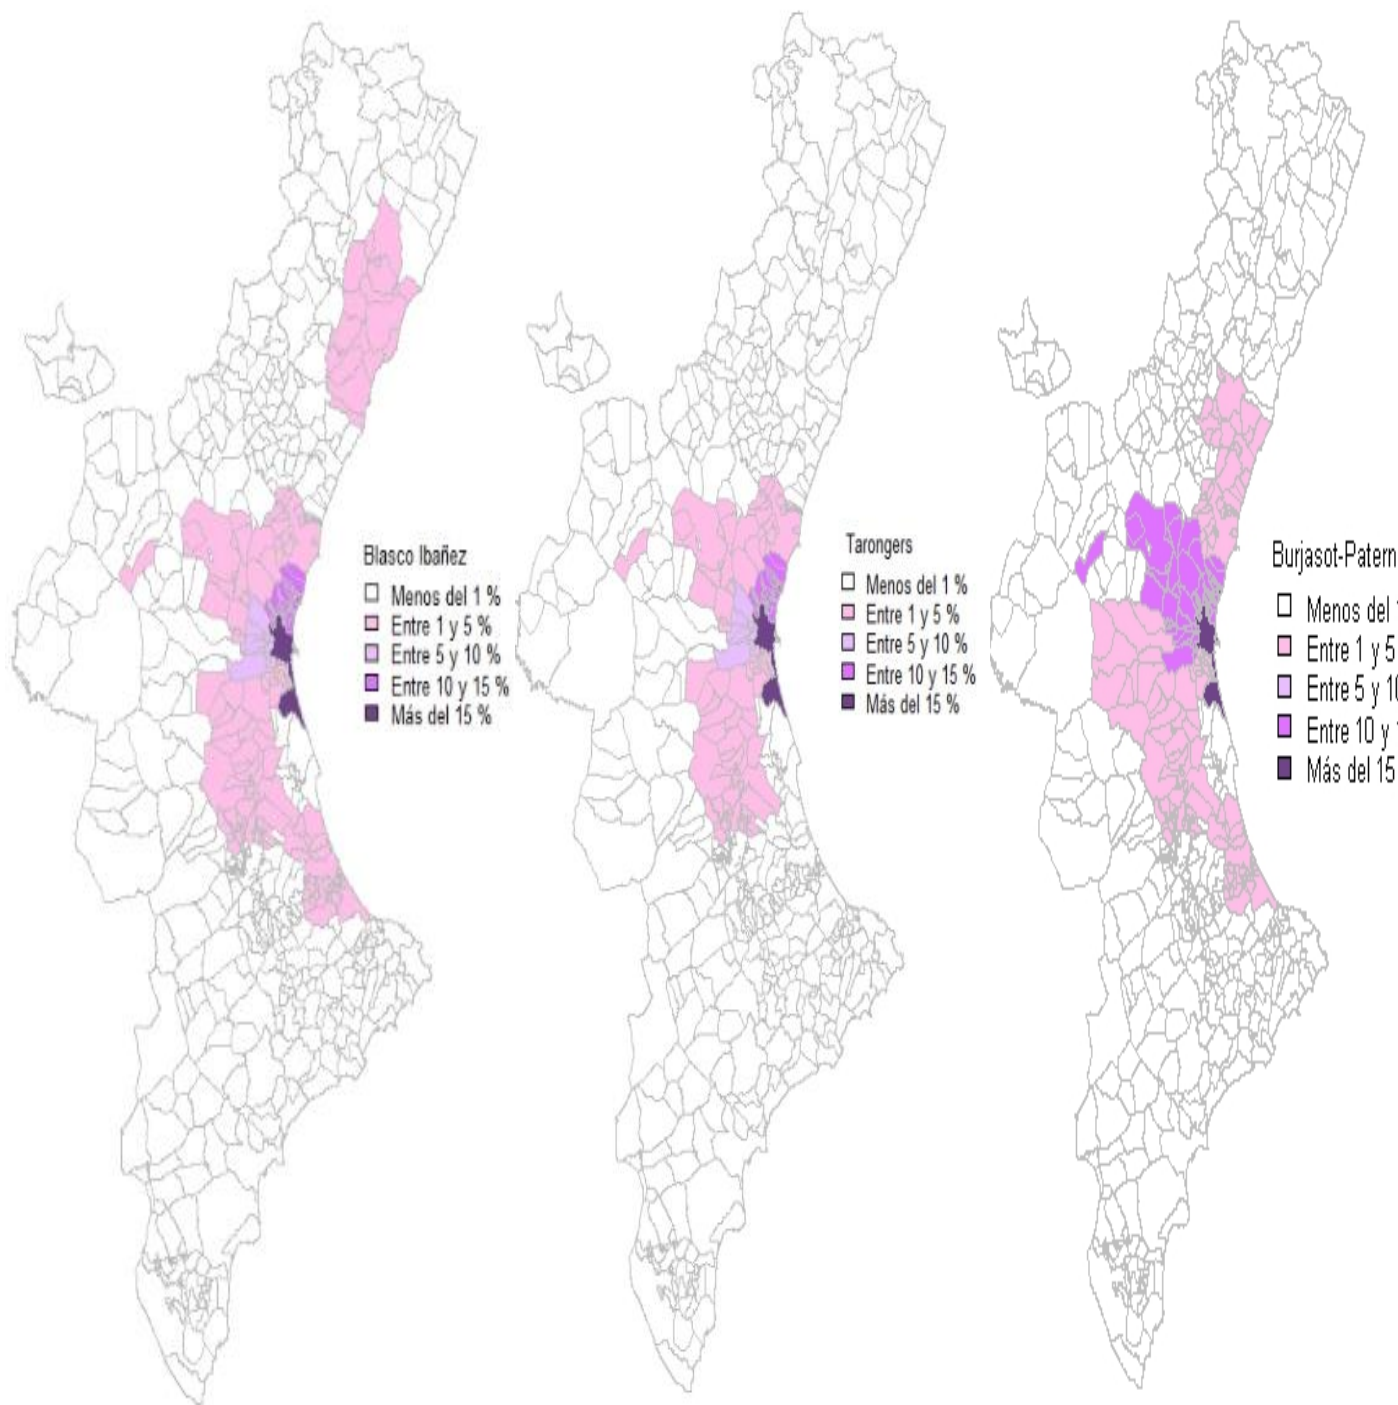 Blasco Ibañez
Menos del 1 %
Entre 1 y 5 %
Entre 5 y 10 %
Entre 10 y 15 %
Más del 15 %
Tarongers
Menos del 1 %
Entre 1 y 5 %
Entre 5 y 10 %
Entre 10 y 15 %
Más del 15 %
Burjasot-Patern
Menos del
Entre 1 y 5
Entre 5 y 10
Entre 10 y
Más del 15